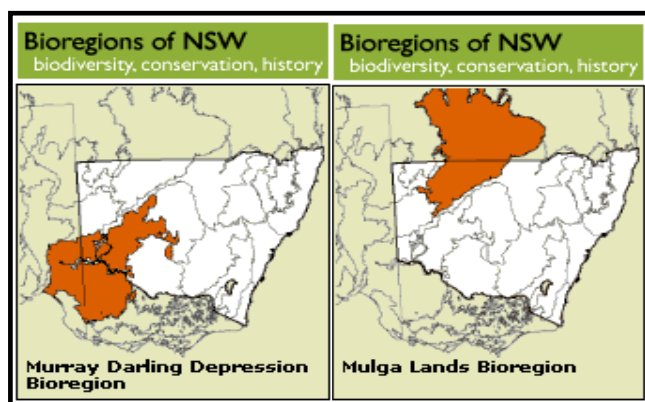 Bioregions of NSW
biodiversity, conservation, history
Murray Darling Depression
Bioregion
Bioregions of NSW
biodiversity, conservation, history
Mulga Lands Bioregion